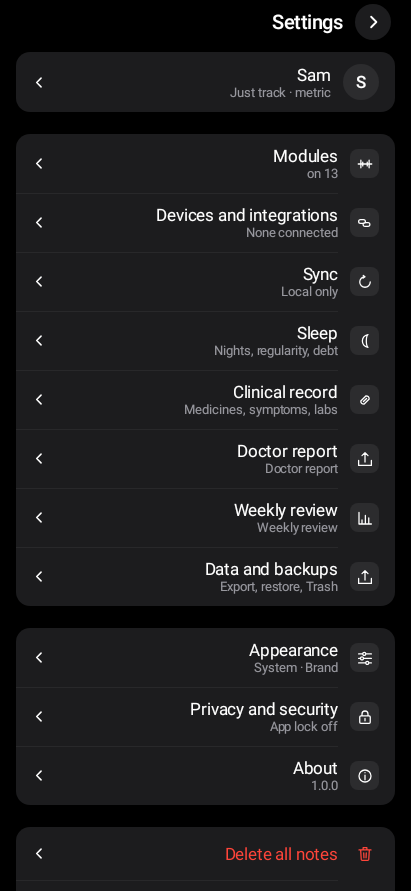 Settings
Sam
S
Just track · metric
Modules
on 13
Devices and integrations
None connected
Sync
Local only
Sleep
Nights, regularity, debt
Clinical record
Medicines, symptoms, labs
Doctor report
Doctor report
Weekly review
Weekly review
Data and backups
Export, restore, Trash
Appearance
System · Brand
Privacy and security
App lock off
About
1.0.0
Delete all notes